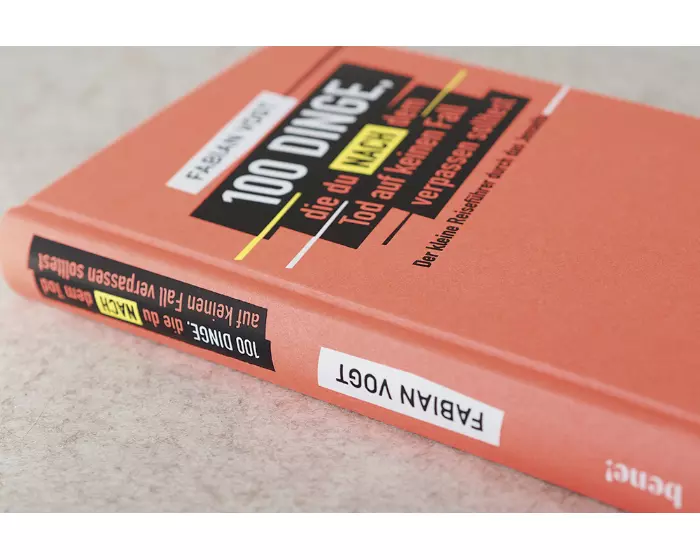 FABIAN VOGT
100 DINGE,
die du NACH dem
Tod auf keinen Fall
verpassen solltest
Der kleine Reiseführer durch das Jenseits
100 DINGE, die du NACH dem Tod
auf keinen Fall verpassen solltest
FABIAN VOGT
bene!